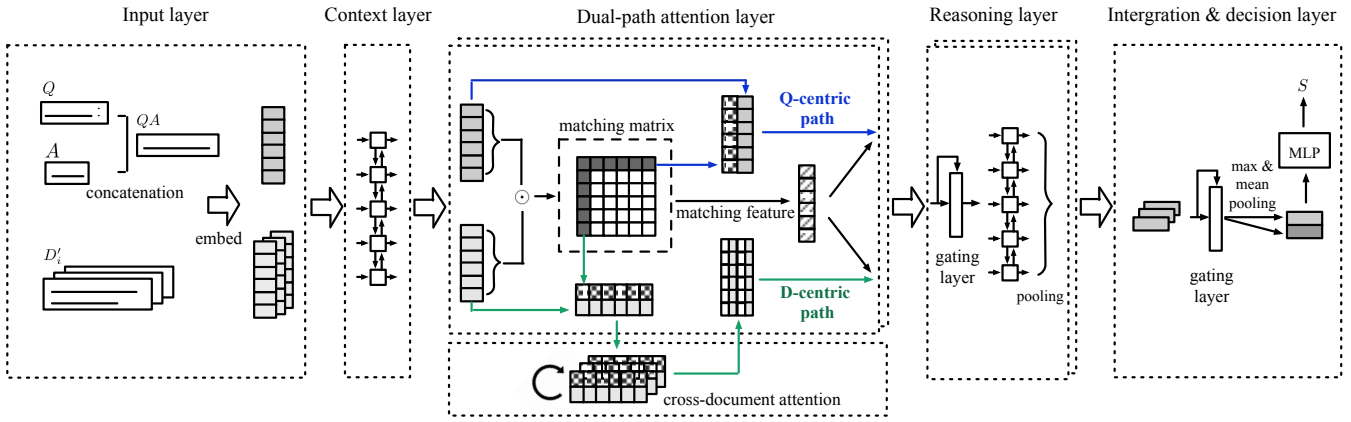 Input layer
Context layer
Dual-path attention layer
Reasoning layer
Intergration & decision layer
Q
QA
A
concatenation
embed
D′i
matching matrix
Q-centric
path
matching feature
D-centric
path
cross-document attention
gating
layer
pooling
S
MLP
max &
mean
pooling
gating
layer